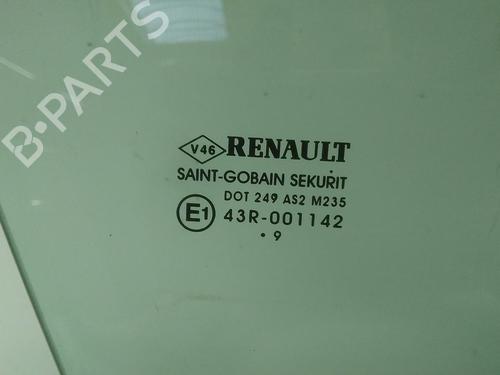 B-PARTS
V46 RENAULT
SAINT-GOBAIN SEKURIT
DOT 249 AS2 M235
E1 43R-001142
. 9